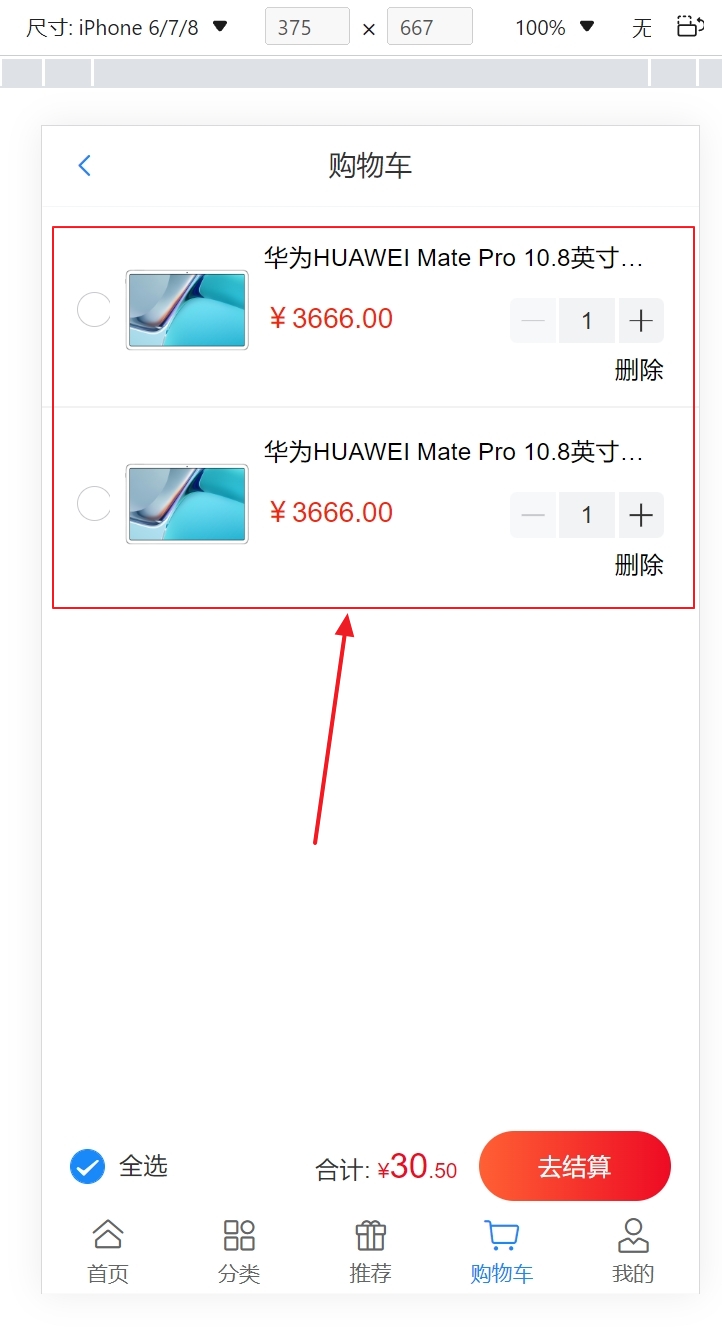 尺寸: iPhone 6/7/8 375 × 667 100% 无
购物车
华为HUAWEI Mate Pro 10.8英寸…
¥3666.00 1
删除
华为HUAWEI Mate Pro 10.8英寸…
¥3666.00 1
删除
全选 合计: ¥30.50 去结算
首页 分类 推荐 购物车 我的